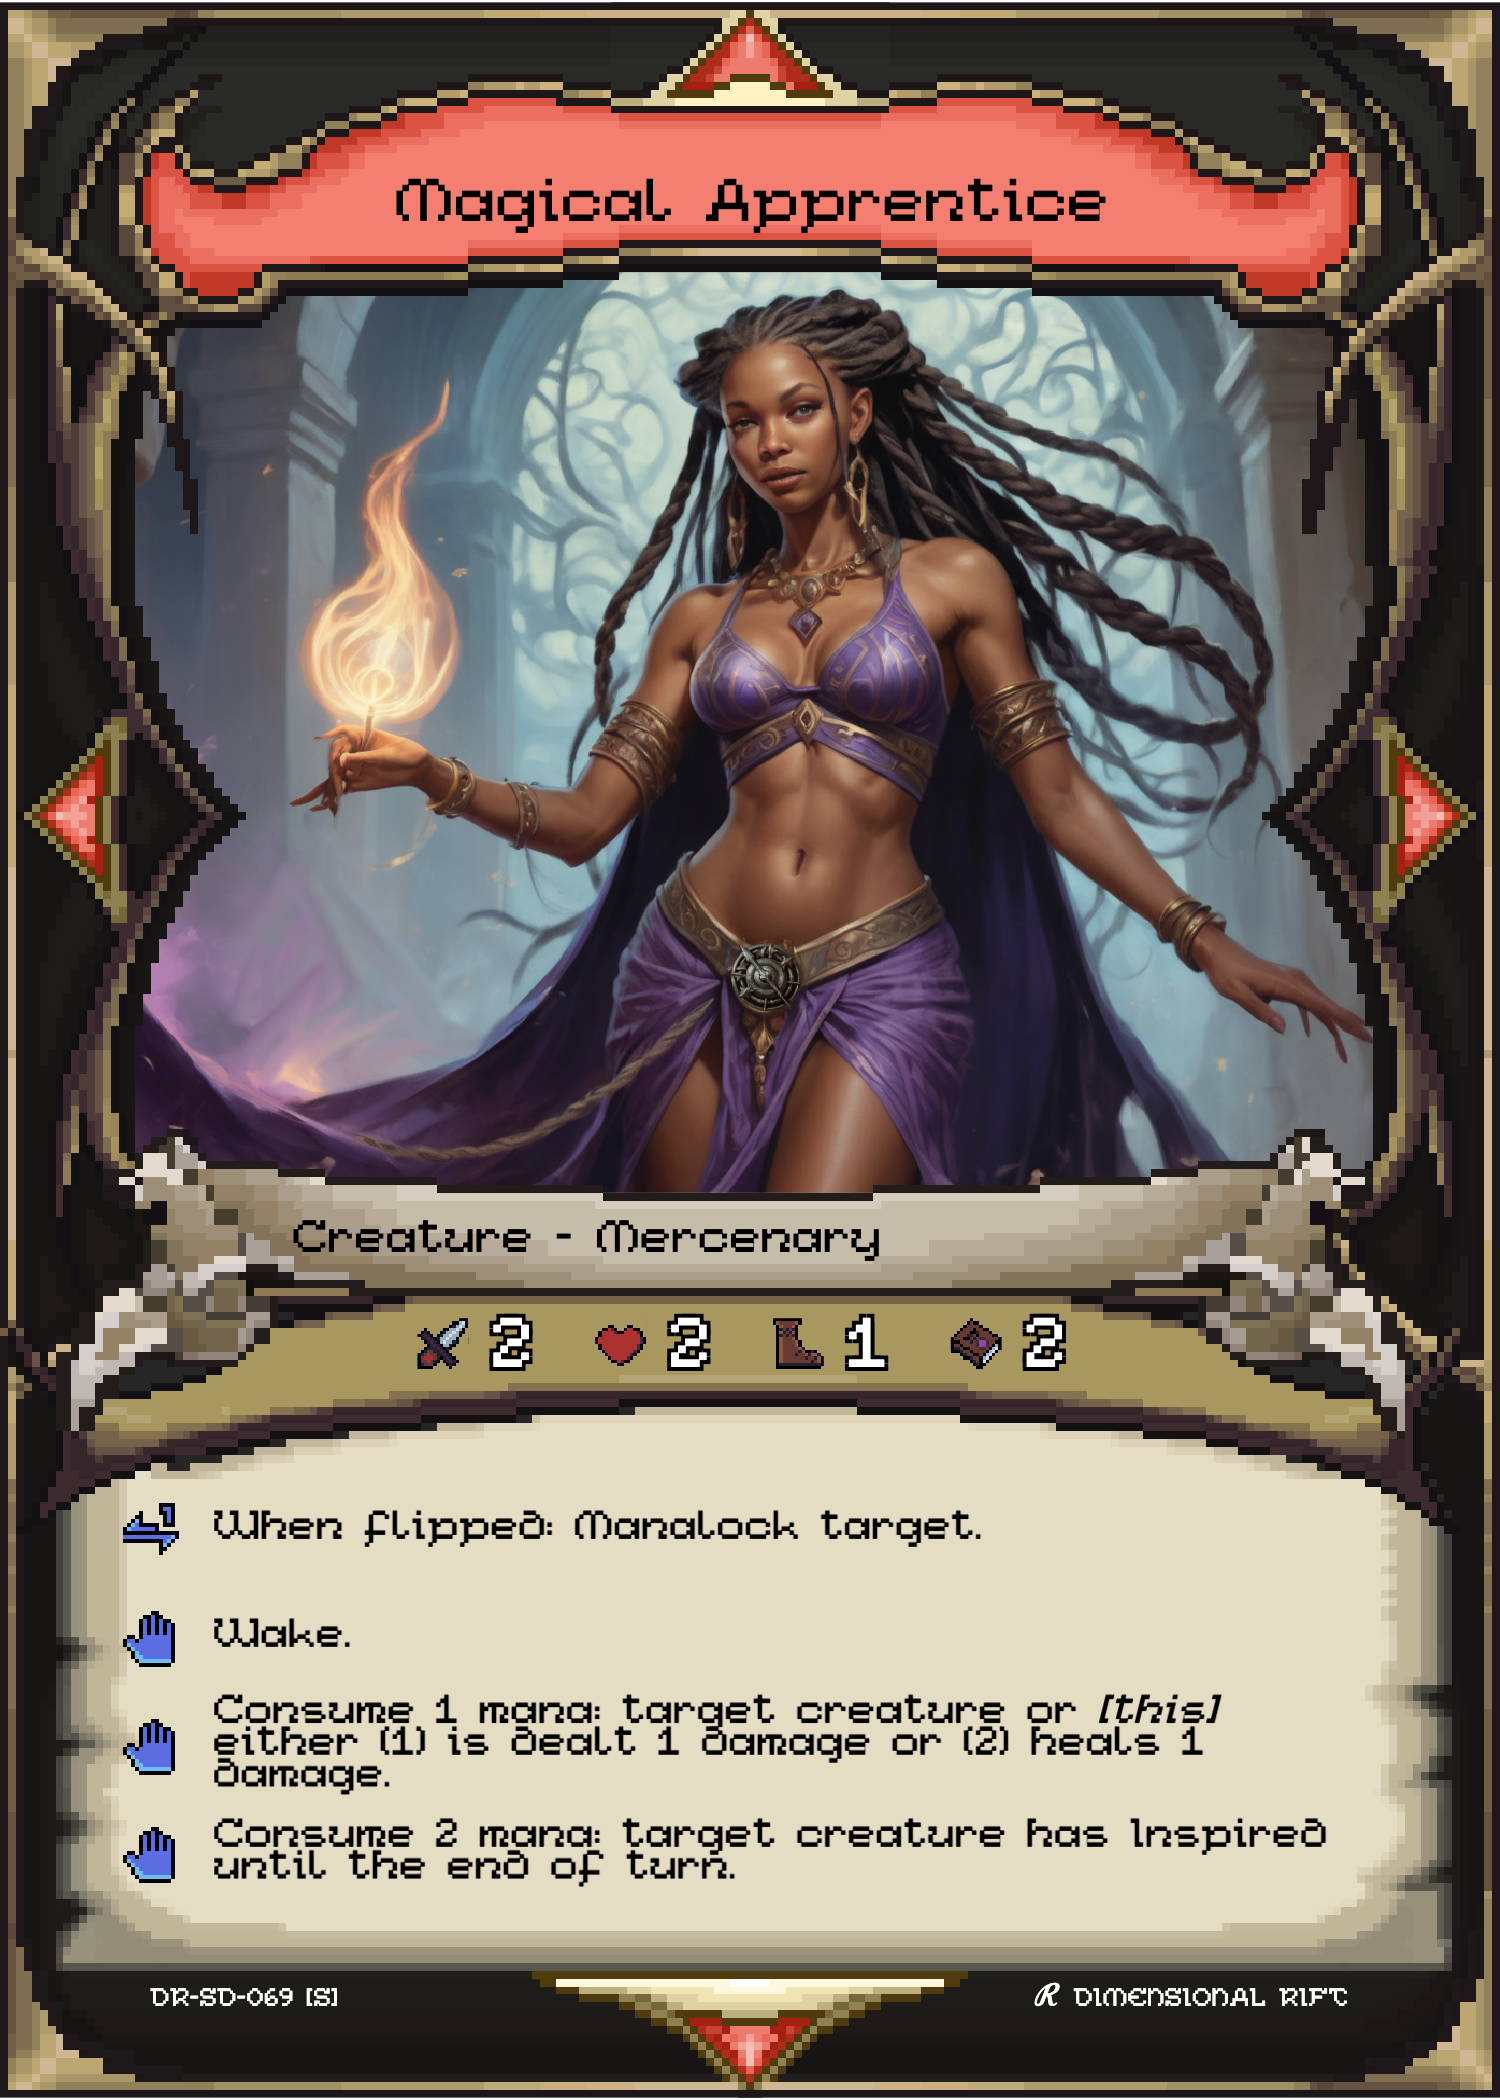 Magical Apprentice
Creature - Mercenary
2 2 1 2
When flipped: Manalock target.
Wake.
Consume 1 mana: target creature or [this]
either (1) is dealt 1 damage or (2) heals 1
damage.
Consume 2 mana: target creature has Inspired
until the end of turn.
DR-SD-069 [S]
R DIMENSIONAL RIFT